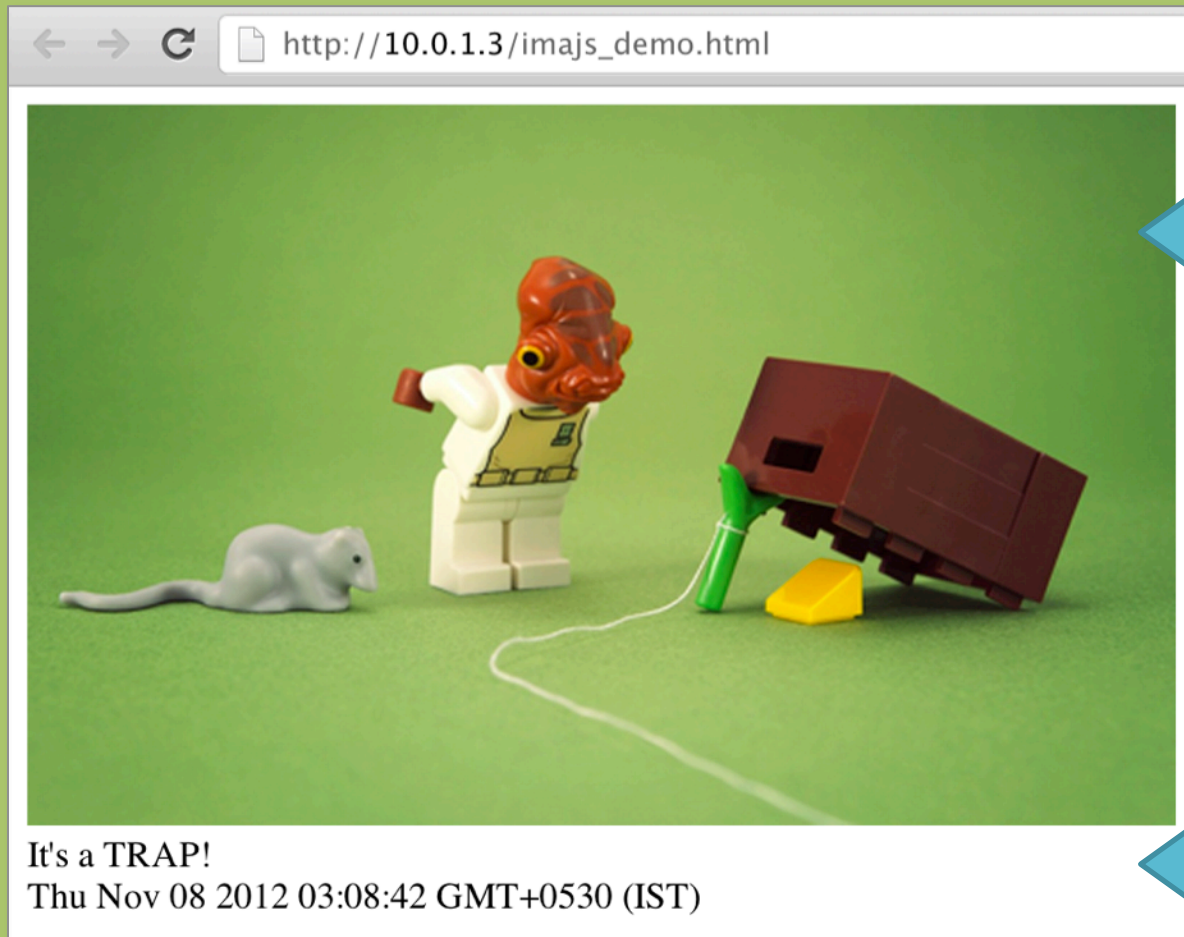 http://10.0.1.3/imajs_demo.html
It's a TRAP!
Thu Nov 08 2012 03:08:42 GMT+0530 (IST)